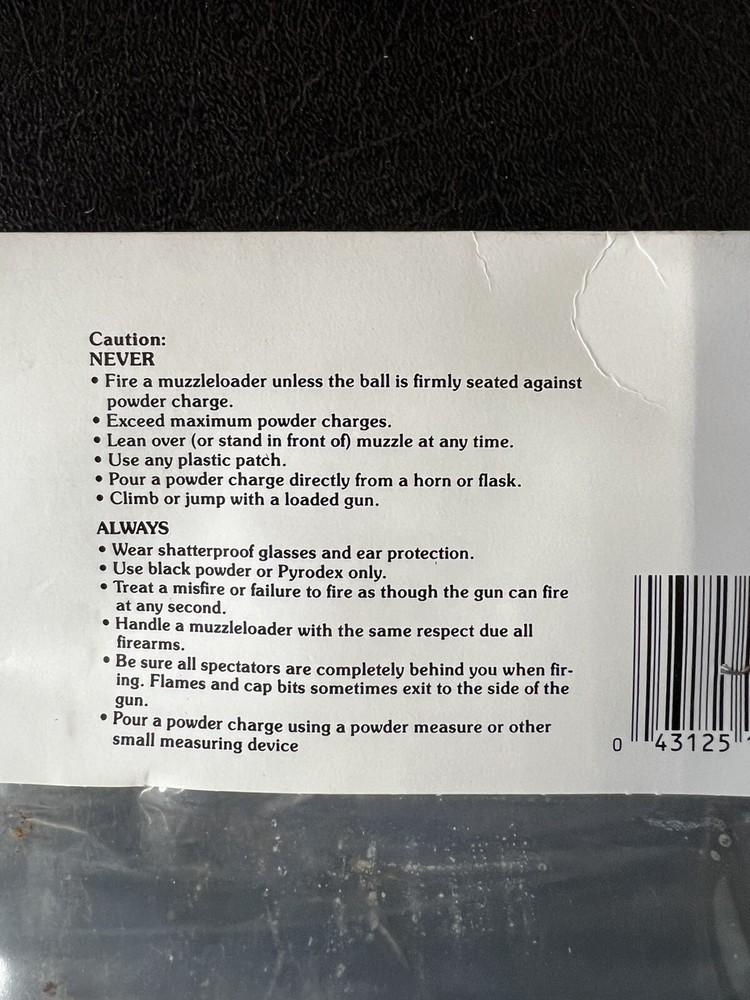 Caution:
NEVER
• Fire a muzzleloader unless the ball is firmly seated against
powder charge.
• Exceed maximum powder charges.
• Lean over (or stand in front of) muzzle at any time.
• Use any plastic patch.
• Pour a powder charge directly from a horn or flask.
• Climb or jump with a loaded gun.
ALWAYS
• Wear shatterproof glasses and ear protection.
• Use black powder or Pyrodex only.
• Treat a misfire or failure to fire as though the gun can fire
at any second.
• Handle a muzzleloader with the same respect due all
firearms.
• Be sure all spectators are completely behind you when fir-
ing. Flames and cap bits sometimes exit to the side of the
gun.
• Pour a powder charge using a powder measure or other
small measuring device
0 43125